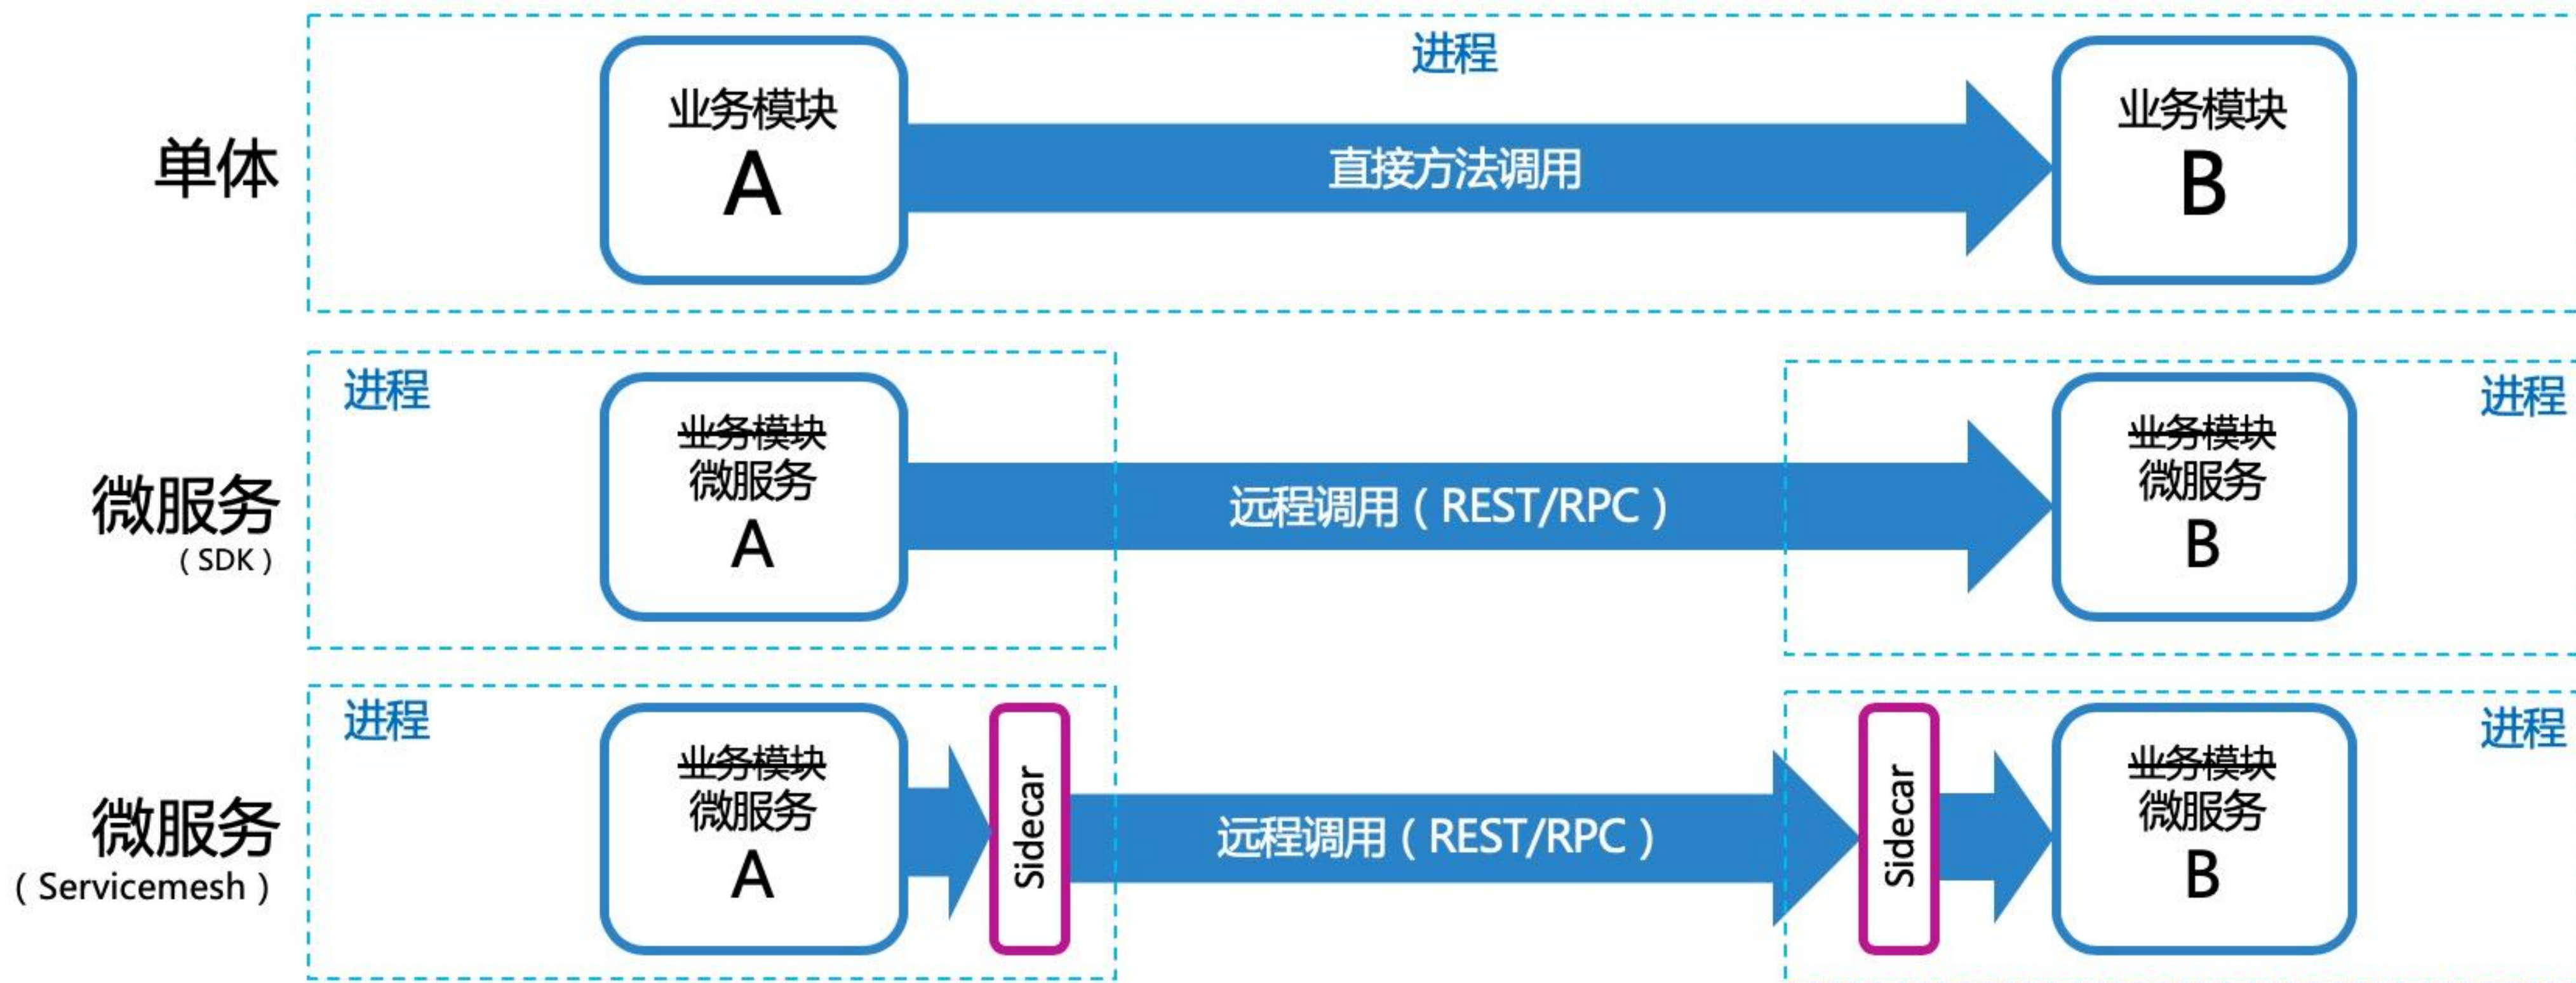 进程
业务模块
A
直接方法调用
业务模块
B
单体
进程
业务模块
微服务
A
远程调用（REST/RPC）
进程
业务模块
微服务
B
微服务
（SDK）
进程
业务模块
微服务
A
Sidecar
远程调用（REST/RPC）
Sidecar
进程
业务模块
微服务
B
微服务
（Servicemesh）